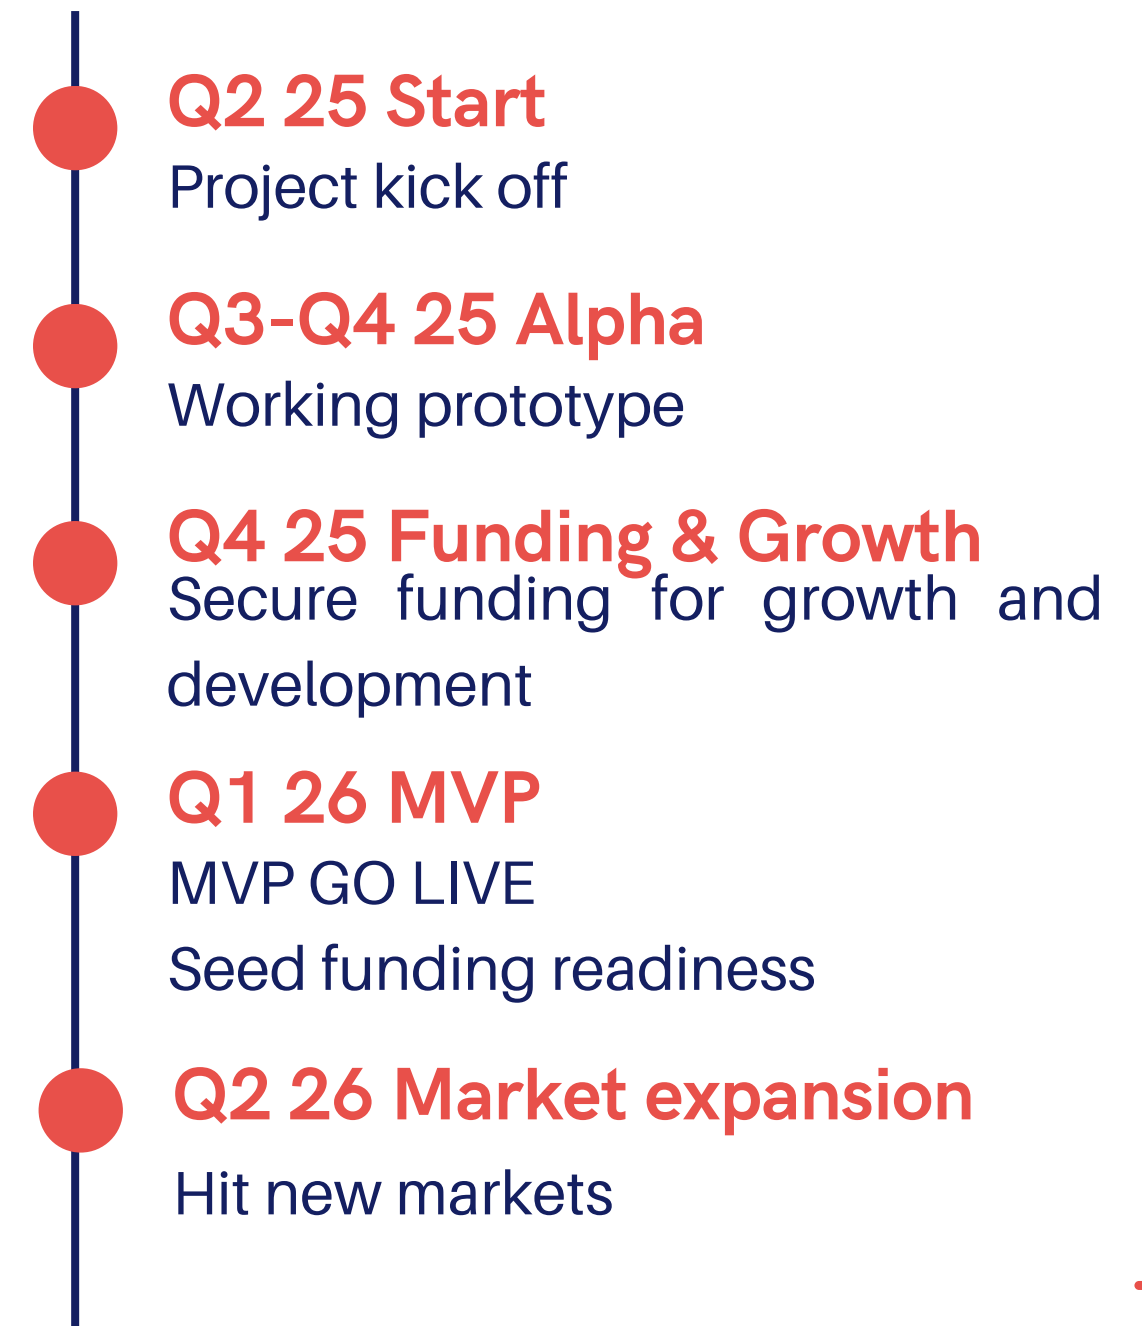 Q2 25 Start
Project kick off
Q3-Q4 25 Alpha
Working prototype
Q4 25 Funding & Growth
Secure funding for growth and
development
Q1 26 MVP
MVP GO LIVE
Seed funding readiness
Q2 26 Market expansion
Hit new markets